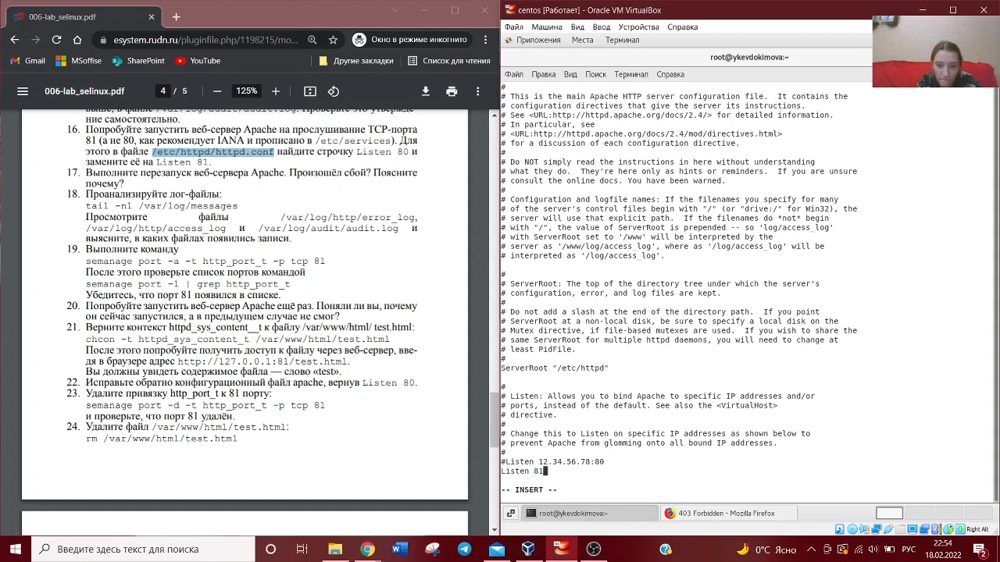 006-lab_selinux.pdf
esystem.rudn.ru/pluginfile.php/1198215/mo...
Окно в режиме инкогнито
Gmail
MSoffise
SharePoint
YouTube
Другие закладки
Список для чтения
006-lab_selinux.pdf
4 / 5
125%
ние самостоятельно.
16. Попробуйте запустить веб-сервер Apache на прослушивание TCP-порта
81 (а не 80, как рекомендует IANA и прописано в /etc/services). Для
этого в файле /etc/httpd/httpd.conf найдите строчку Listen 80 и
замените её на Listen 81.
17. Выполните перезапуск веб-сервера Apache. Произошёл сбой? Поясните
почему?
18. Проанализируйте лог-файлы:
tail -nl /var/log/messages
Просмотрите файлы /var/log/http/error_log,
/var/log/http/access_log и /var/log/audit/audit.log и
выясните, в каких файлах появились записи.
19. Выполните команду
semanage port -a -t http_port_t -p tcp 81
После этого проверьте список портов командой
semanage port -l | grep http_port_t
Убедитесь, что порт 81 появился в списке.
20. Попробуйте запустить веб-сервер Apache ещё раз. Поняли ли вы, почему
он сейчас запустился, а в предыдущем случае не смог?
21. Верните контекст httpd_sys_cоntent__t к файлу /var/www/html/ test.html:
chcon -t httpd_sys_content_t /var/www/html/test.html
После этого попробуйте получить доступ к файлу через веб-сервер, вве-
дя в браузере адрес http://127.0.0.1:81/test.html.
Вы должны увидеть содержимое файла — слово «test».
22. Исправьте обратно конфигурационный файл apache, вернув Listen 80.
23. Удалите привязку http_port_t к 81 порту:
semanage port -d -t http_port_t -p tcp 81
и проверьте, что порт 81 удалён.
24. Удалите файл /var/www/html/test.html:
rm /var/www/html/test.html
centos [Работает] - Oracle VM VirtualBox
Файл Машина Вид Ввод Устройства Справка
Приложения Места Терминал
root@ykevdokimova:~
Файл Правка Вид Поиск Терминал Справка
#
# This is the main Apache HTTP server configuration file.  It contains the
# configuration directives that give the server its instructions.
# See <URL:http://httpd.apache.org/docs/2.4/> for detailed information.
# In particular, see
# <URL:http://httpd.apache.org/docs/2.4/mod/directives.html>
# for a discussion of each configuration directive.
#
# Do NOT simply read the instructions in here without understanding
# what they do.  They're here only as hints or reminders.  If you are unsure
# consult the online docs. You have been warned.
#
# Configuration and logfile names: If the filenames you specify for many
# of the server's control files begin with "/" (or "drive:/" for Win32), the
# server will use that explicit path.  If the filenames do *not* begin
# with "/", the value of ServerRoot is prepended -- so 'log/access_log'
# with ServerRoot set to '/www' will be interpreted by the
# server as '/www/log/access_log', where as '/log/access_log' will be
# interpreted as '/log/access_log'.
#
# ServerRoot: The top of the directory tree under which the server's
# configuration, error, and log files are kept.
#
# Do not add a slash at the end of the directory path.  If you point
# ServerRoot at a non-local disk, be sure to specify a local disk on the
# Mutex directive, if file-based mutexes are used.  If you wish to share the
# same ServerRoot for multiple httpd daemons, you will need to change at
# least PidFile.
#
ServerRoot "/etc/httpd"
#
# Listen: Allows you to bind Apache to specific IP addresses and/or
# ports, instead of the default. See also the <VirtualHost>
# directive.
#
# Change this to Listen on specific IP addresses as shown below to
# prevent Apache from glomming onto all bound IP addresses.
#
#Listen 12.34.56.78:80
Listen 81
-- INSERT --
root@ykevdokimova:~
403 Forbidden - Mozilla Firefox
Right Alt
Введите здесь текст для поиска
0°C Ясно
РУС
22:54
18.02.2022
2